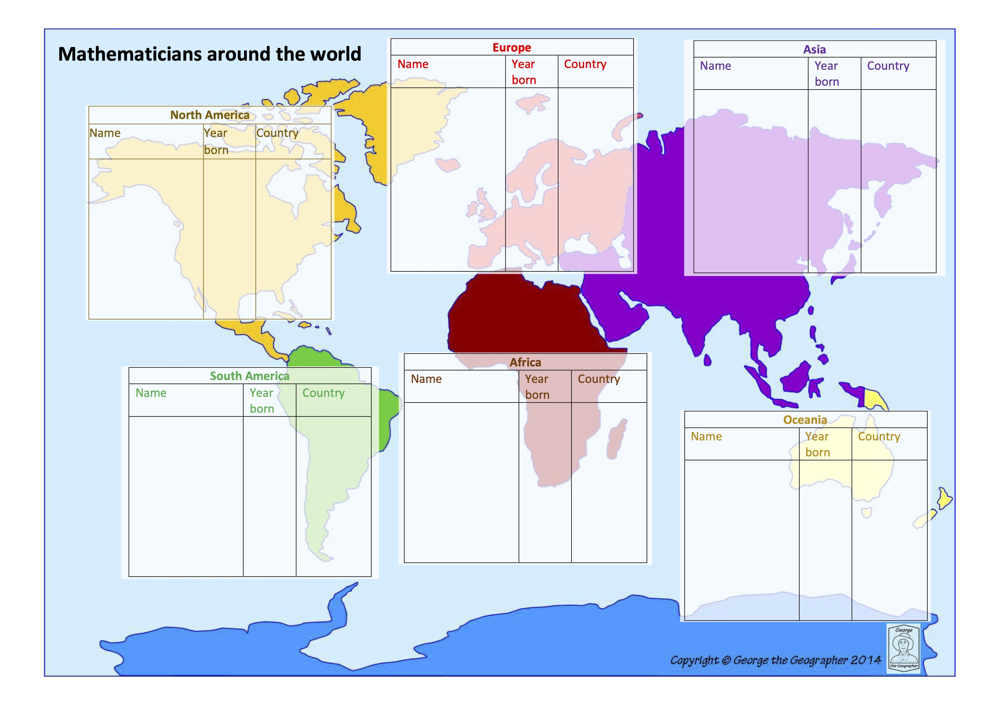 Mathematicians around the world
Europe
Name Year born Country
Asia
Name Year born Country
North America
Name Year born Country
South America
Name Year born Country
Africa
Name Year born Country
Oceania
Name Year born Country
Copyright © George the Geographer 2014
George
the Geographer